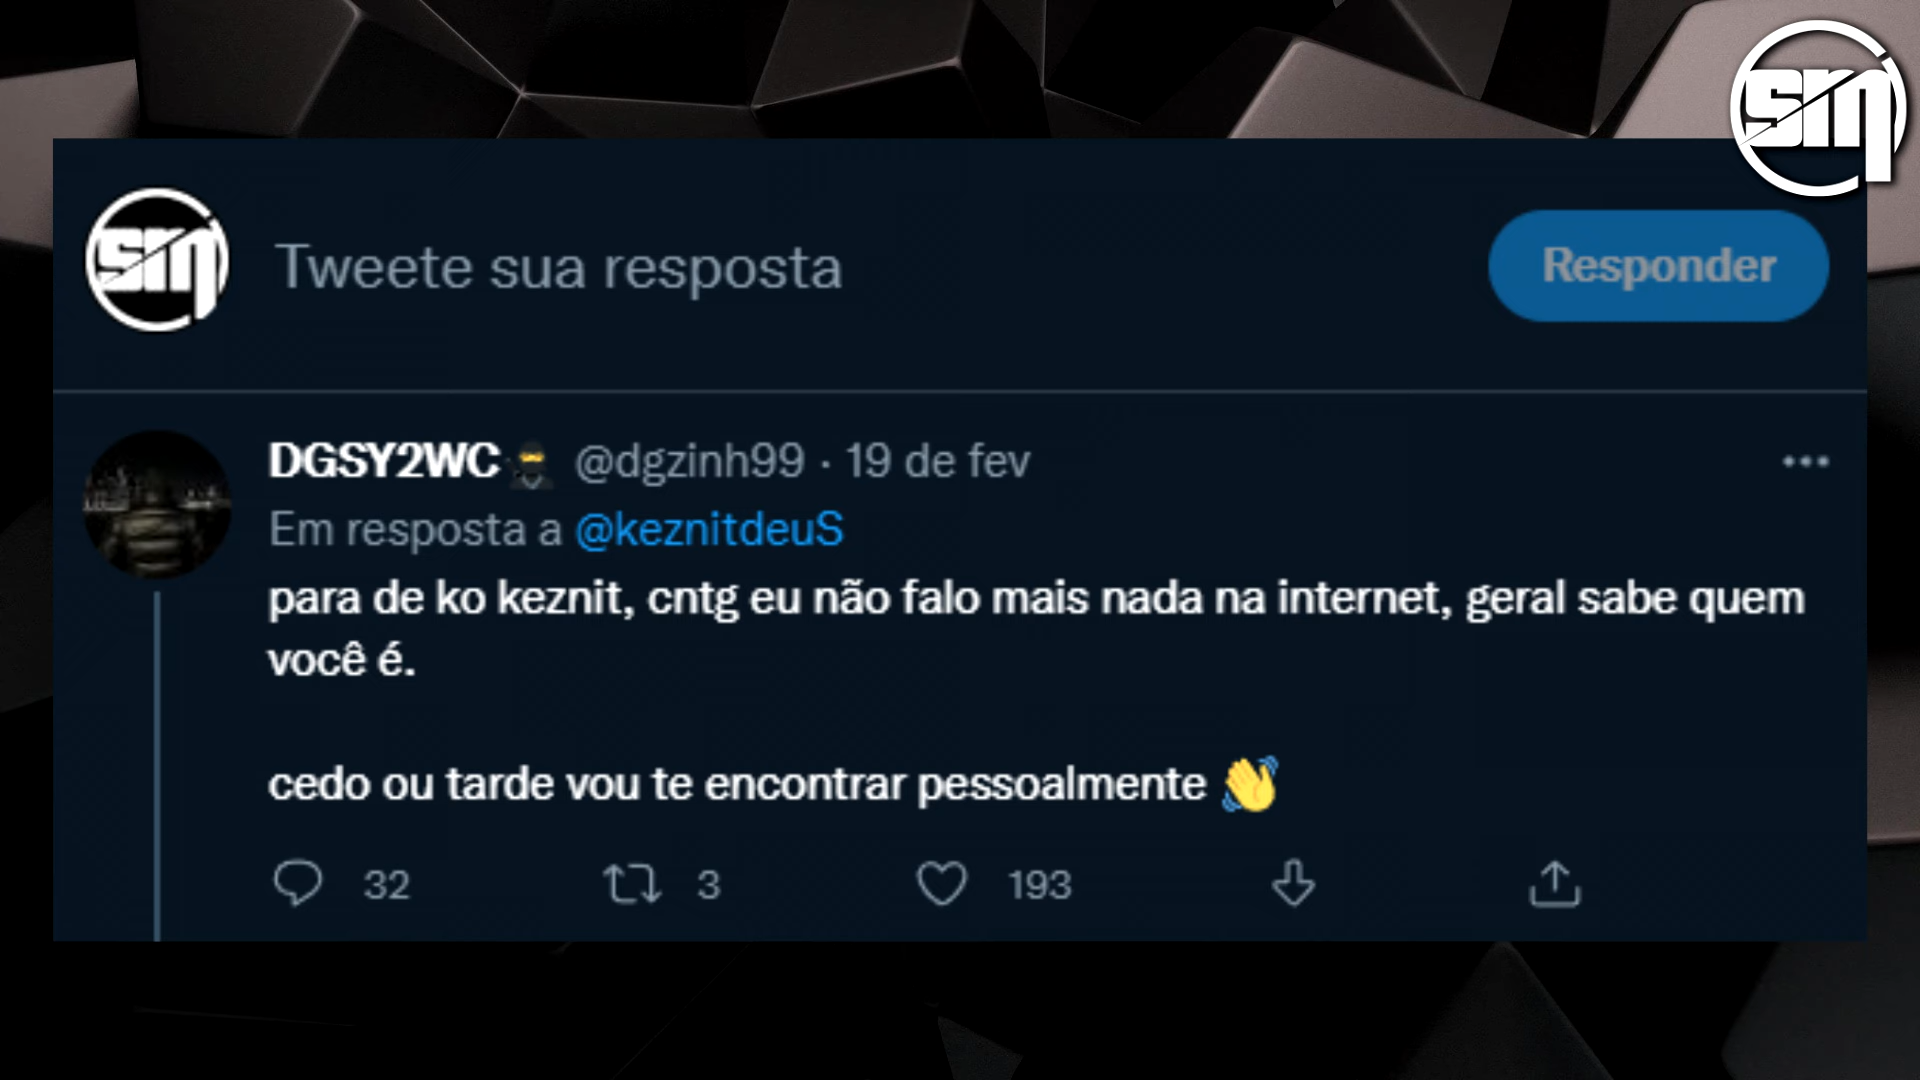 SM
SM
Tweete sua resposta
Responder
DGSY2WC🥷 @dgzinh99 · 19 de fev
Em resposta a @keznitdeuS
para de ko keznit, cntg eu não falo mais nada na internet, geral sabe quem
você é.
cedo ou tarde vou te encontrar pessoalmente 👋
32 3 193